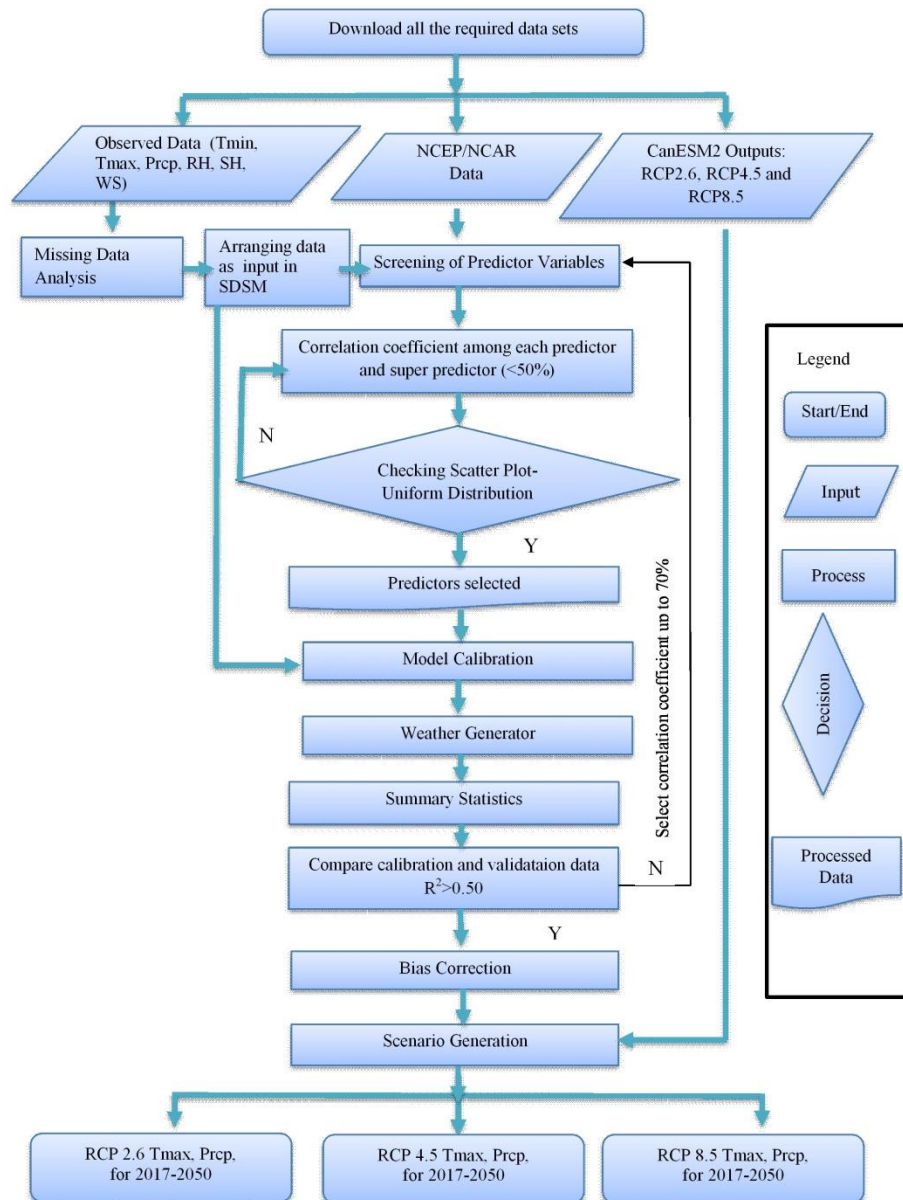 Download all the required data sets
Observed Data (Tmin,
Tmax, Prcp, RH, SH,
WS)
NCEP/NCAR
Data
CanESM2 Outputs:
RCP2.6, RCP4.5 and
RCP8.5
Missing Data
Analysis
Arranging data
as input in
SDSM
Screening of Predictor Variables
Correlation coefficient among each predictor
and super predictor (<50%)
N
Checking Scatter Plot-
Uniform Distribution
Y
Predictors selected
Model Calibration
Weather Generator
Summary Statistics
Compare calibration and validataion data
R²>0.50
N
Select correlation coefficient up to 70%
Y
Bias Correction
Scenario Generation
RCP 2.6 Tmax, Prcp,
for 2017-2050
RCP 4.5 Tmax, Prcp,
for 2017-2050
RCP 8.5 Tmax, Prcp,
for 2017-2050
Legend
Start/End
Input
Process
Decision
Processed
Data